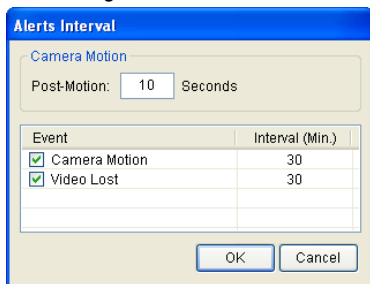 Alerts Interval
Camera Motion
Post-Motion: 10 Seconds
Event Interval (Min.)
Camera Motion 30
Video Lost 30
OK Cancel